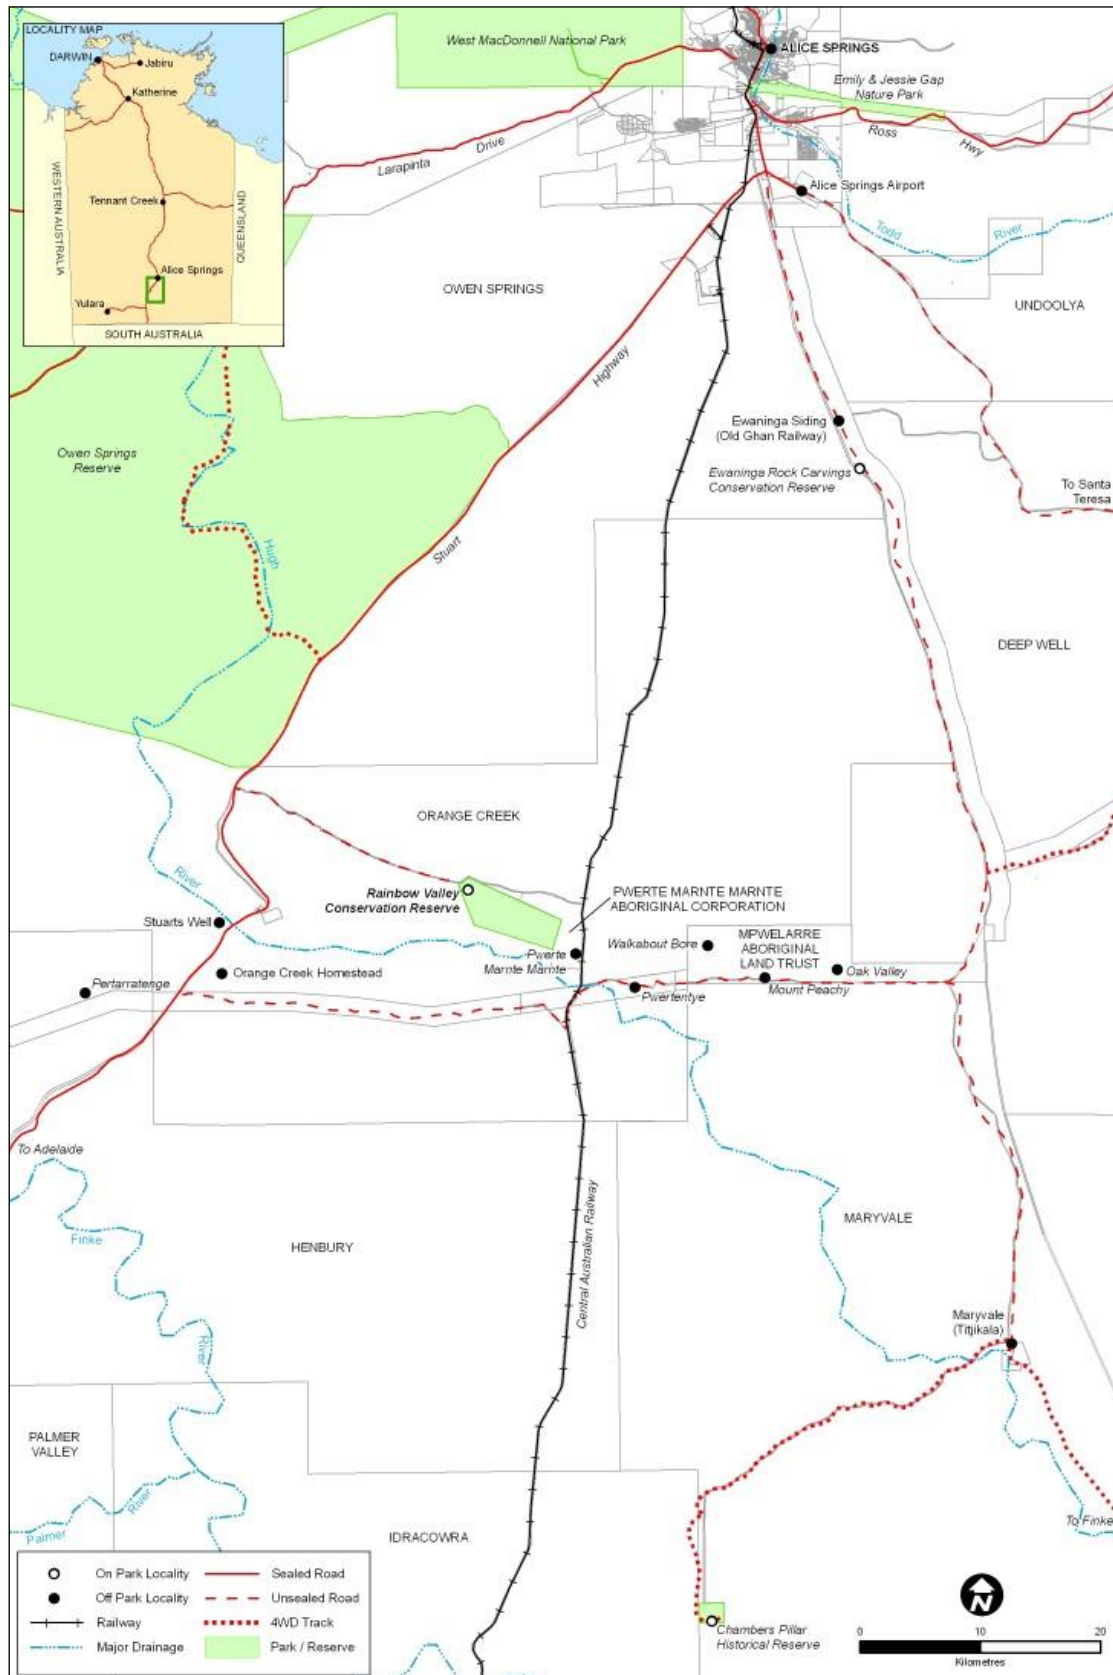 LOCALITY MAP
DARWIN
Jabiru
Katherine
WESTERN AUSTRALIA
Tennant Creek
QUEENSLAND
Alice Springs
Yulara
SOUTH AUSTRALIA
West MacDonnell National Park
ALICE SPRINGS
Emily & Jessie Gap
Nature Park
Ross
Hwy
Larapinta
Drive
Alice Springs Airport
Todd
River
OWEN SPRINGS
UNDOOLYA
Highway
Ewaninga Siding
(Old Ghan Railway)
Owen Springs
Reserve
Ewaninga Rock Carvings
Conservation Reserve
To Santa
Teresa
Stuart
Hugh
DEEP WELL
ORANGE CREEK
River
Rainbow Valley
Conservation Reserve
PWERTE MARNTE MARNTE
ABORIGINAL CORPORATION
Stuarts Well
Walkabout Bore
MPWELARRE
ABORIGINAL
LAND TRUST
Pwerte
Marnte Marnte
Orange Creek Homestead
Oak Valley
Pertarratenge
Pwertentye
Mount Peachy
To Adelaide
Finke
River
HENBURY
Central Australian Railway
MARYVALE
Maryvale
(Titjikala)
PALMER
VALLEY
Palmer
River
IDRACOWRA
To Finke
On Park Locality
Sealed Road
Off Park Locality
Unsealed Road
Railway
4WD Track
Major Drainage
Park / Reserve
Chambers Pillar
Historical Reserve
N
0
10
20
Kilometres